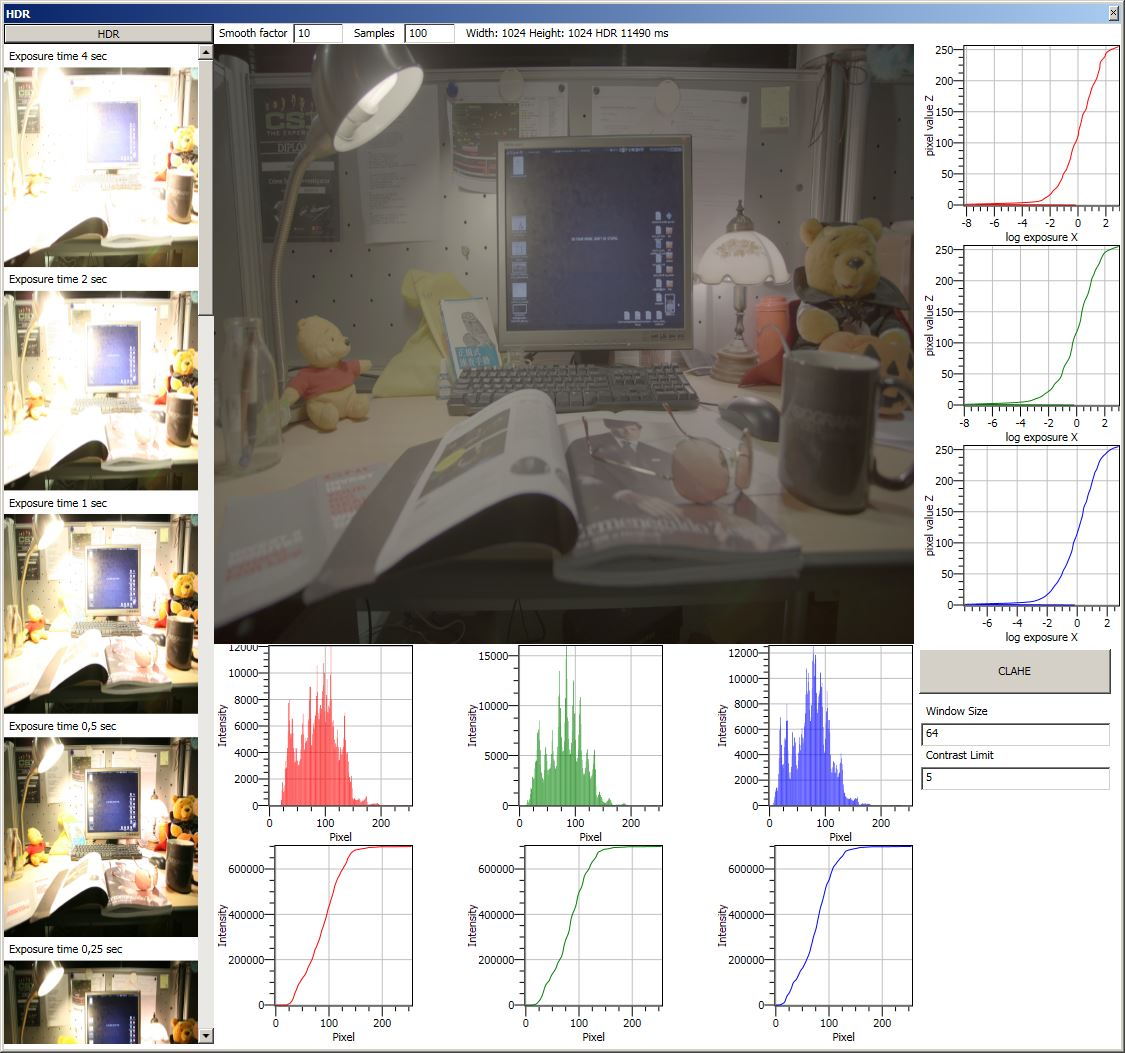 HDR
HDR
Smooth factor 10 Samples 100 Width: 1024 Height: 1024 HDR 11490 ms
Exposure time 4 sec
Exposure time 2 sec
Exposure time 1 sec
Exposure time 0,5 sec
Exposure time 0,25 sec
CSI
THE EXPERI
DIPLO
正規式
250
200
150
100
50
0
pixel value Z
-8 -6 -4 -2 0 2
log exposure X
250
200
150
100
50
0
pixel value Z
-8 -6 -4 -2 0 2
log exposure X
250
200
150
100
50
0
pixel value Z
-6 -4 -2 0 2
log exposure X
12000
10000
8000
6000
4000
2000
0
Intensity
0 100 200
Pixel
15000
10000
5000
0
Intensity
0 100 200
Pixel
12000
10000
8000
6000
4000
2000
0
Intensity
0 100 200
Pixel
CLAHE
Window Size
64
Contrast Limit
5
600000
400000
200000
0
Intensity
0 100 200
Pixel
600000
400000
200000
0
Intensity
0 100 200
Pixel
600000
400000
200000
0
Intensity
0 100 200
Pixel